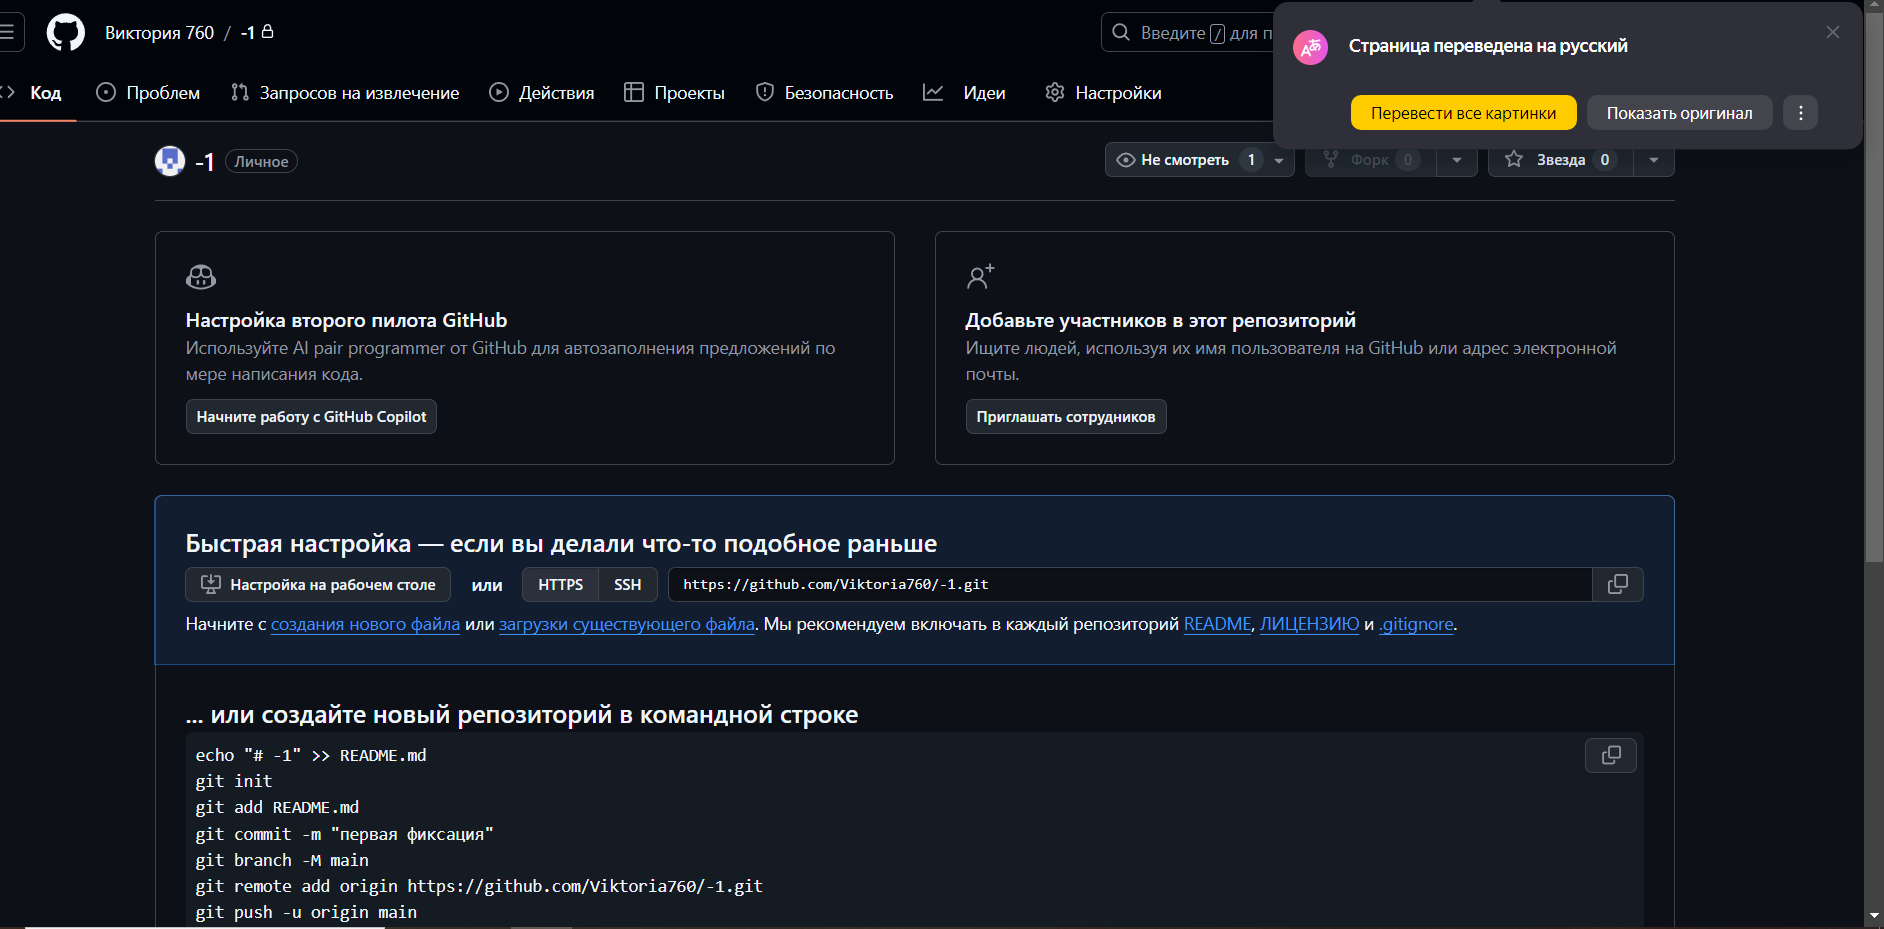 Виктория 760 / -1
Введите / для п
Страница переведена на русский
Перевести все картинки
Показать оригинал
Код
Проблем
Запросов на извлечение
Действия
Проекты
Безопасность
Идеи
Настройки
-1 Личное
Не смотреть 1
Форк 0
Звезда 0
Настройка второго пилота GitHub
Используйте AI pair programmer от GitHub для автозаполнения предложений по
мере написания кода.
Начните работу с GitHub Copilot
Добавьте участников в этот репозиторий
Ищите людей, используя их имя пользователя на GitHub или адрес электронной
почты.
Приглашать сотрудников
Быстрая настройка — если вы делали что-то подобное раньше
Настройка на рабочем столе или HTTPS SSH https://github.com/Viktoria760/-1.git
Начните с создания нового файла или загрузки существующего файла. Мы рекомендуем включать в каждый репозиторий README, ЛИЦЕНЗИЮ и .gitignore.
... или создайте новый репозиторий в командной строке
echo "# -1" >> README.md
git init
git add README.md
git commit -m "первая фиксация"
git branch -M main
git remote add origin https://github.com/Viktoria760/-1.git
git push -u origin main